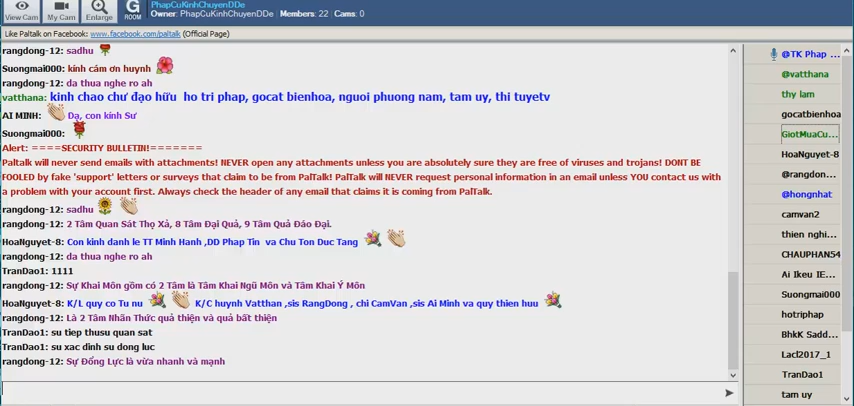 PhapCuKinhChuyenDDe
Owner: PhapCuKinhChuyenDDe | Members: 22 | Cams: 0
View Cam
My Cam
Enlarge
G
ROOM
Like Paltalk on Facebook: www.facebook.com/paltalk (Official Page)
rangdong-12: sadhu
Suongmai000: kính cám ơn huynh
rangdong-12: da thua nghe ro ah
vatthana: kinh chao chư đạo hữu ho tri phap, gocat bienhoa, nguoi phuong nam, tam uy, thi tuyetv
AI MINH: Dạ, con kính Sư
Suongmai000:
Alert: ====SECURITY BULLETIN!=======
Paltalk will never send emails with attachments! NEVER open any attachments unless you are absolutely sure they are free of viruses and trojans! DONT BE
FOOLED by fake 'support' letters or surveys that claim to be from PalTalk! PalTalk will NEVER request personal information in an email unless YOU contact us with
a problem with your account first. Always check the header of any email that claims it is coming from PalTalk.
rangdong-12: sadhu
rangdong-12: 2 Tâm Quan Sát Thọ Xả, 8 Tâm Đại Quả, 9 Tâm Quả Đáo Đại.
HoaNguyet-8: Con kinh danh le TT Minh Hanh ,DD Phap Tin va Chu Ton Duc Tang
rangdong-12: da thua nghe ro ah
TranDao1: 1111
rangdong-12: Sự Khai Môn gồm có 2 Tâm là Tâm Khai Ngũ Môn và Tâm Khai Ý Môn
HoaNguyet-8: K/L quy co Tu nu K/C huynh Vatthan ,sis RangDong , chi CamVan ,sis Ai Minh va quy thien huu
rangdong-12: Là 2 Tâm Nhãn Thức quả thiện và quả bất thiện
TranDao1: su tiep thusu quan sat
TranDao1: su xac dinh su dong luc
rangdong-12: Sự Đổng Lực là vừa nhanh và mạnh
@TK Phap ...
@vatthana
thy lam
gocatbienhoa
GiotMuaCu...
HoaNguyet-8
@rangdon...
@hongnhat
camvan2
thien nghi...
CHAUPHAN54
Ai Ikeu IE...
Suongmai000
hotriphap
BhkK Sadd...
Lacl2017_1
TranDao1
tam uy